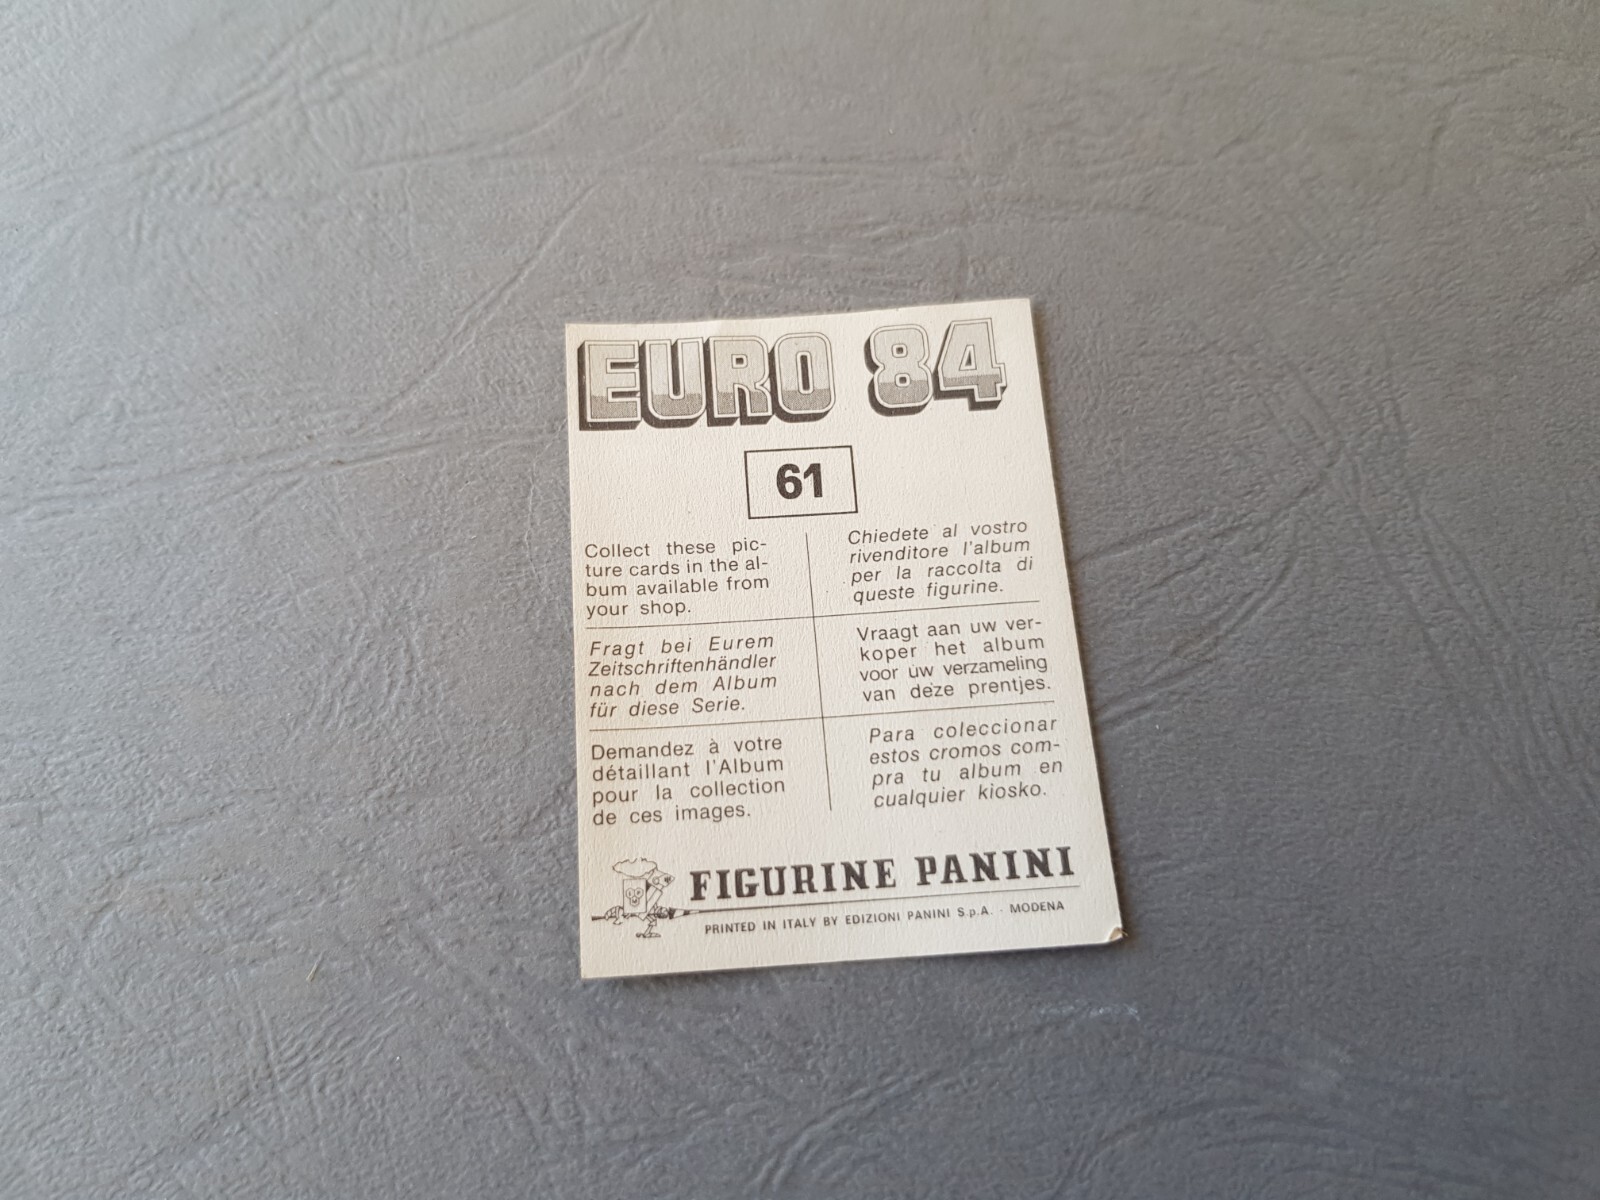 EURO 84
61
Collect these pic-
ture cards in the al-
bum available from
your shop.
Chiedete al vostro
rivenditore l'album
per la raccolta di
queste figurine.
Fragt bei Eurem
Zeitschriftenhändler
nach dem Album
für diese Serie.
Vraagt aan uw ver-
koper het album
voor uw verzameling
van deze prentjes.
Demandez à votre
détaillant l'Album
pour la collection
de ces images.
Para coleccionar
estos cromos com-
pra tu album en
cualquier kiosko.
FIGURINE PANINI
PRINTED IN ITALY BY EDIZIONI PANINI S.p.A. - MODENA